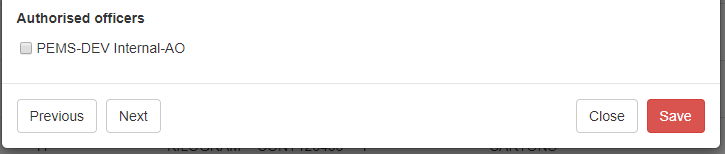 Authorised officers
PEMS-DEV Internal-AO
Previous Next Close Save